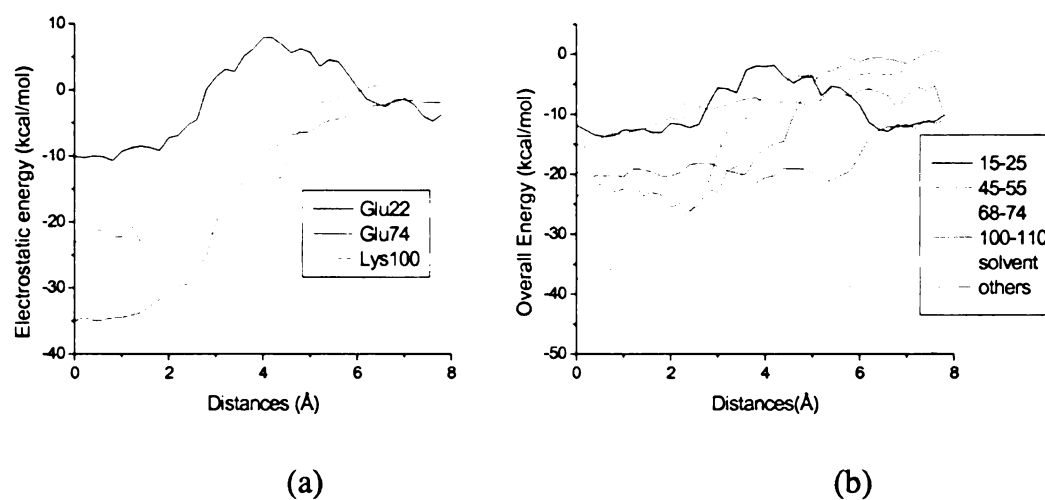 10
0
-10
-20
-30
-40
Electrostatic energy (kcal/mol)
0
2
4
6
8
Distances (Å)
Glu22
Glu74
Lys100
(a)
0
-10
-20
-30
-40
-50
Overall Energy (kcal/mol)
0
2
4
6
8
Distances(Å)
15-25
45-55
68-74
100-110
solvent
others
(b)